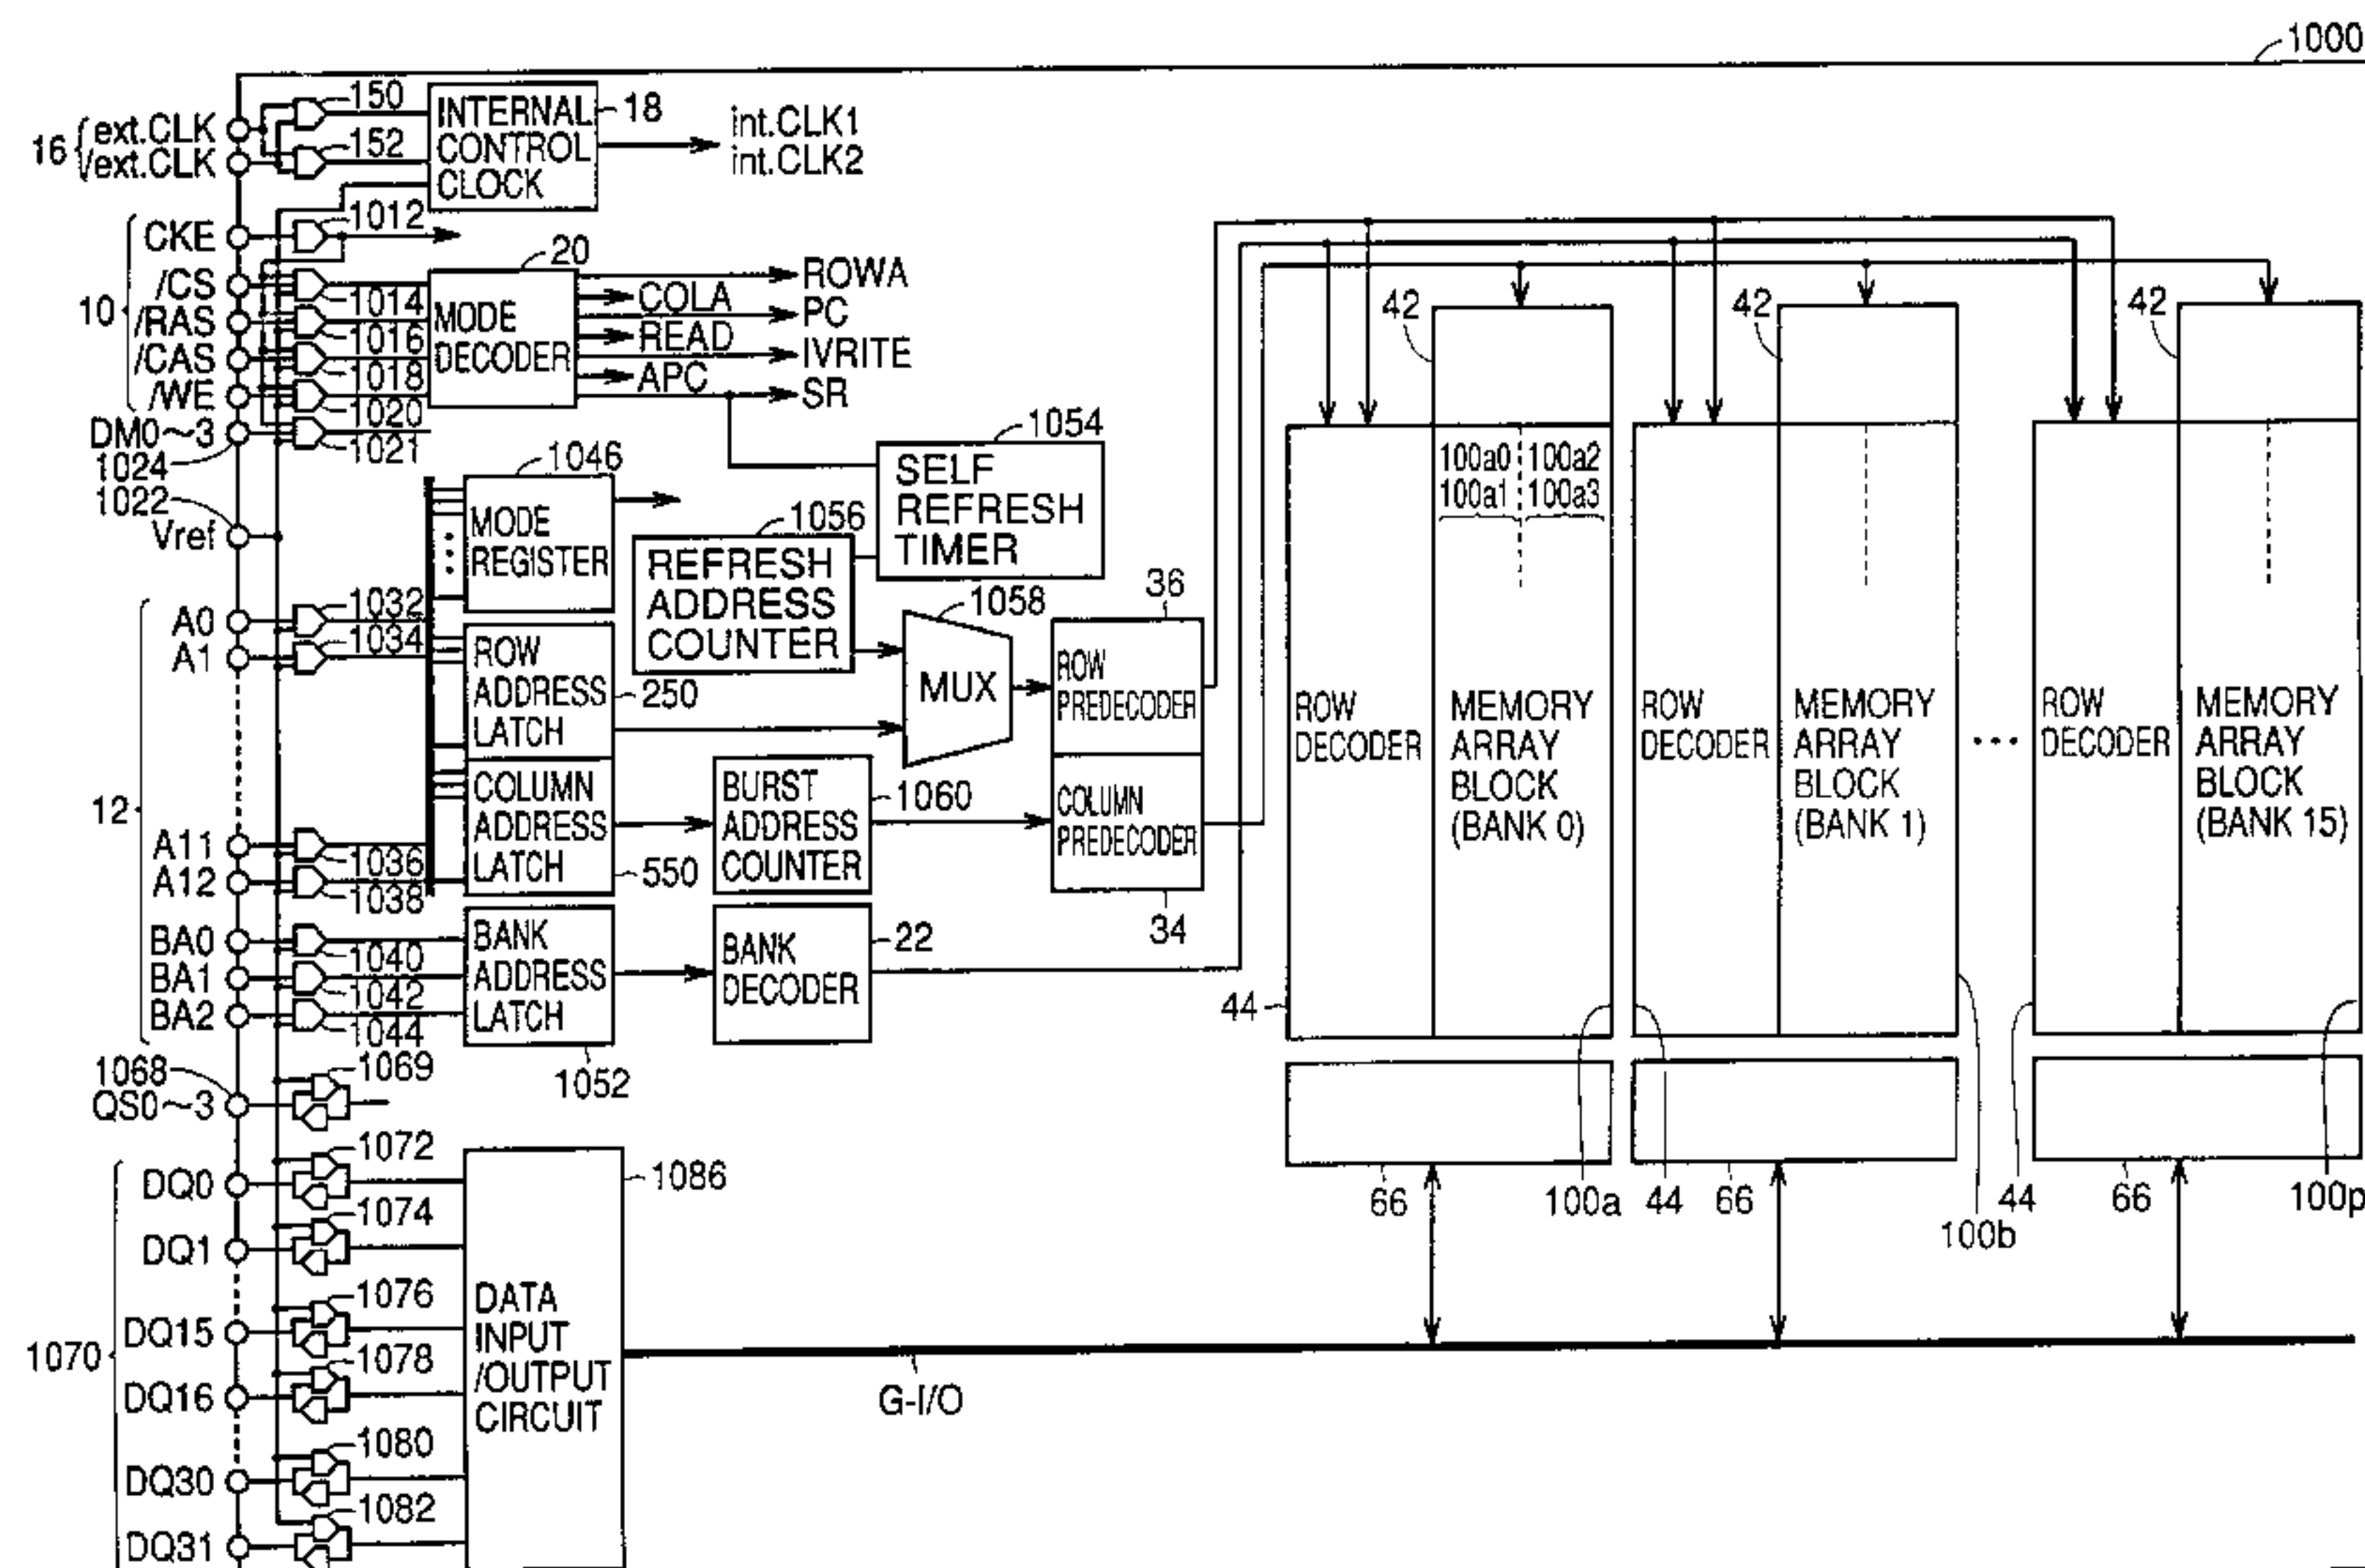 1000
16
ext.CLK
/ext.CLK
150
152
INTERNAL
CONTROL
CLOCK
18
int.CLK1
int.CLK2
10
CKE
1012
/CS
1014
/RAS
1016
/CAS
1018
/WE
1020
DM0~3
1021
1024
1022
Vref
20
MODE
DECODER
ROWA
COLA
PC
READ
IVRITE
APC
SR
1046
MODE
REGISTER
1054
SELF
REFRESH
TIMER
1056
REFRESH
ADDRESS
COUNTER
12
A0
1032
A1
1034
A11
1036
A12
1038
BA0
1040
BA1
1042
BA2
1044
ROW
ADDRESS
LATCH
250
COLUMN
ADDRESS
LATCH
550
BANK
ADDRESS
LATCH
1052
1058
MUX
BURST
ADDRESS
COUNTER
1060
BANK
DECODER
22
36
ROW
PREDECODER
COLUMN
PREDECODER
34
42
42
42
100a0 100a2
100a1 100a3
ROW
DECODER
MEMORY
ARRAY
BLOCK
(BANK 0)
ROW
DECODER
MEMORY
ARRAY
BLOCK
(BANK 1)
...
ROW
DECODER
MEMORY
ARRAY
BLOCK
(BANK 15)
44
66
100a
44
66
100b
44
66
100p
1068
QS0~3
1069
1070
DQ0
1072
DQ1
1074
DQ15
1076
DQ16
1078
DQ30
1080
DQ31
1082
DATA
INPUT
/OUTPUT
CIRCUIT
1086
G-I/O